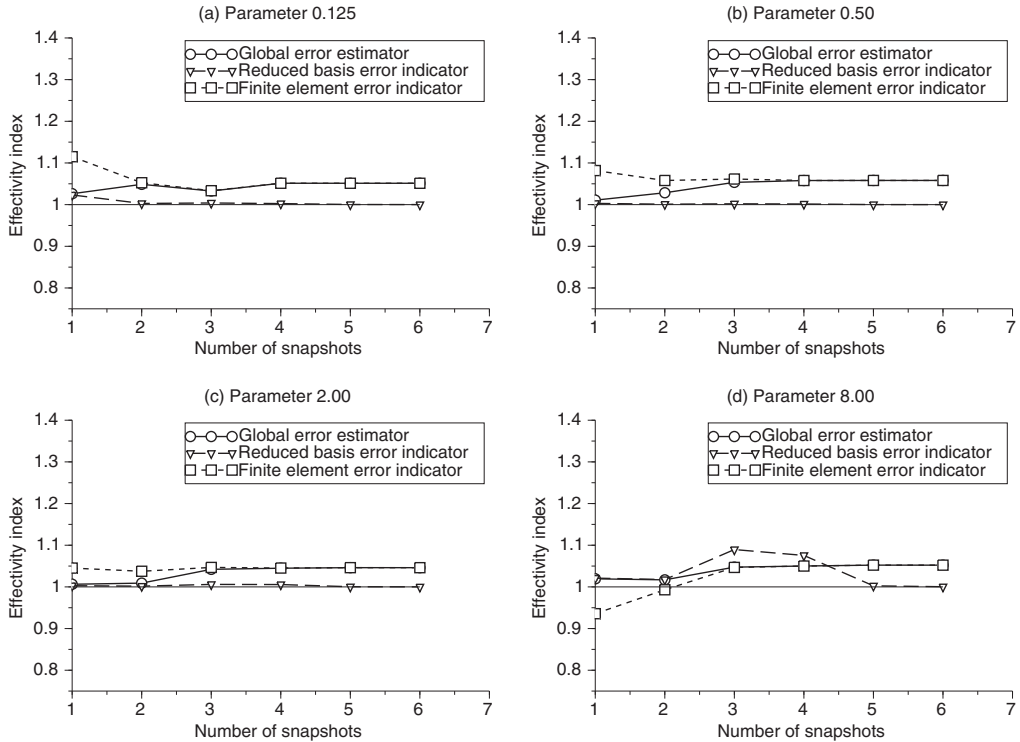 (a) Parameter 0.125
1.4
1.3
1.2
1.1
1
0.9
0.8
Effectivity index
Global error estimator
Reduced basis error indicator
Finite element error indicator
1 2 3 4 5 6 7
Number of snapshots
(b) Parameter 0.50
1.4
1.3
1.2
1.1
1
0.9
0.8
Effectivity index
Global error estimator
Reduced basis error indicator
Finite element error indicator
1 2 3 4 5 6 7
Number of snapshots
(c) Parameter 2.00
1.4
1.3
1.2
1.1
1
0.9
0.8
Effectivity index
Global error estimator
Reduced basis error indicator
Finite element error indicator
1 2 3 4 5 6 7
Number of snapshots
(d) Parameter 8.00
1.4
1.3
1.2
1.1
1
0.9
0.8
Effectivity index
Global error estimator
Reduced basis error indicator
Finite element error indicator
1 2 3 4 5 6 7
Number of snapshots